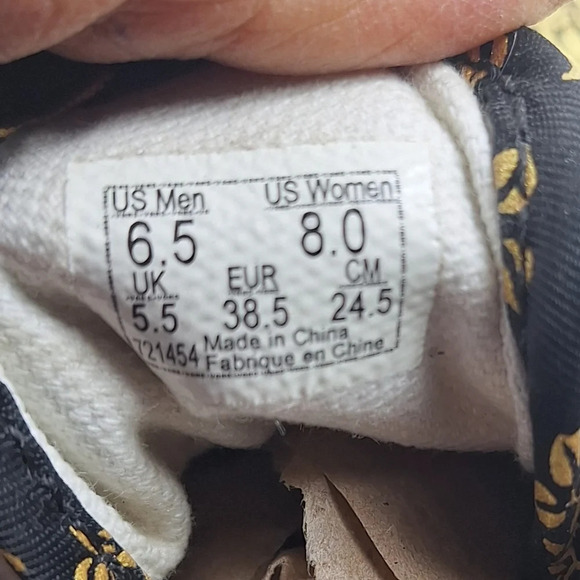 US Men US Women
6.5 8.0
UK EUR CM
5.5 38.5 24.5
721454 Made in China
Fabrique en Chine